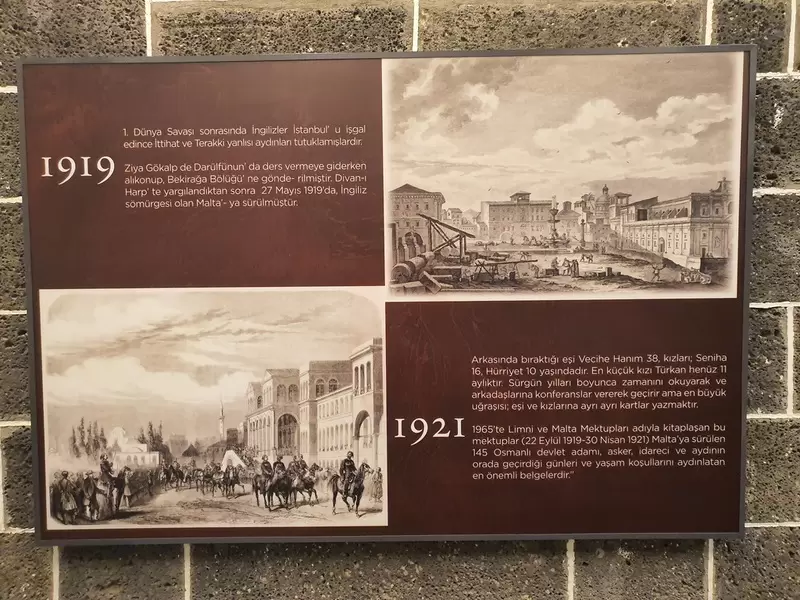 1. Dünya Savaşı sonrasında İngilizler İstanbul' u işgal
edince İttihat ve Terakki yanlısı aydınları tutuklamışlardır.
1919
Ziya Gökalp de Darülfünun' da ders vermeye giderken
alıkonup, Bekirağa Bölüğü' ne gönde- rilmiştir. Divan-ı
Harp' te yargılandıktan sonra 27 Mayıs 1919'da, İngiliz
sömürgesi olan Malta'- ya sürülmüştür.
Arkasında bıraktığı eşi Vecihe Hanım 38, kızları; Seniha
16, Hürriyet 10 yaşındadır. En küçük kızı Türkan henüz 11
aylıktır. Sürgün yılları boyunca zamanını okuyarak ve
arkadaşlarına konferanslar vererek geçirir ama en büyük
uğraşısı; eşi ve kızlarına ayrı ayrı kartlar yazmaktır.
1921
1965'te Limni ve Malta Mektupları adıyla kitaplaşan bu
mektuplar (22 Eylül 1919-30 Nisan 1921) Malta'ya sürülen
145 Osmanlı devlet adamı, asker, idareci ve aydının
orada geçirdiği günleri ve yaşam koşullarını aydınlatan
en önemli belgelerdir."